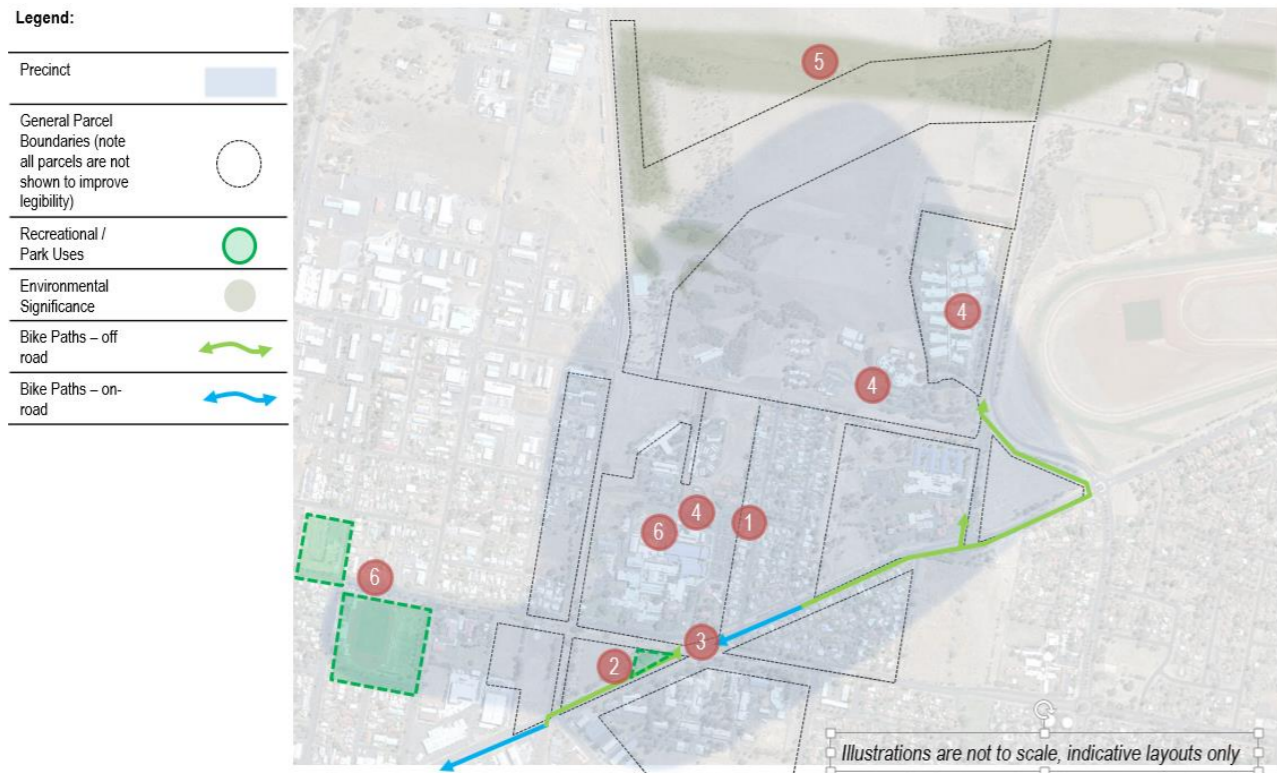 Legend:
Precinct
General Parcel
Boundaries (note
all parcels are not
shown to improve
legibility)
Recreational /
Park Uses
Environmental
Significance
Bike Paths – off
road
Bike Paths – on-
road
5
4
4
4
6
1
6
3
2
Illustrations are not to scale, indicative layouts only